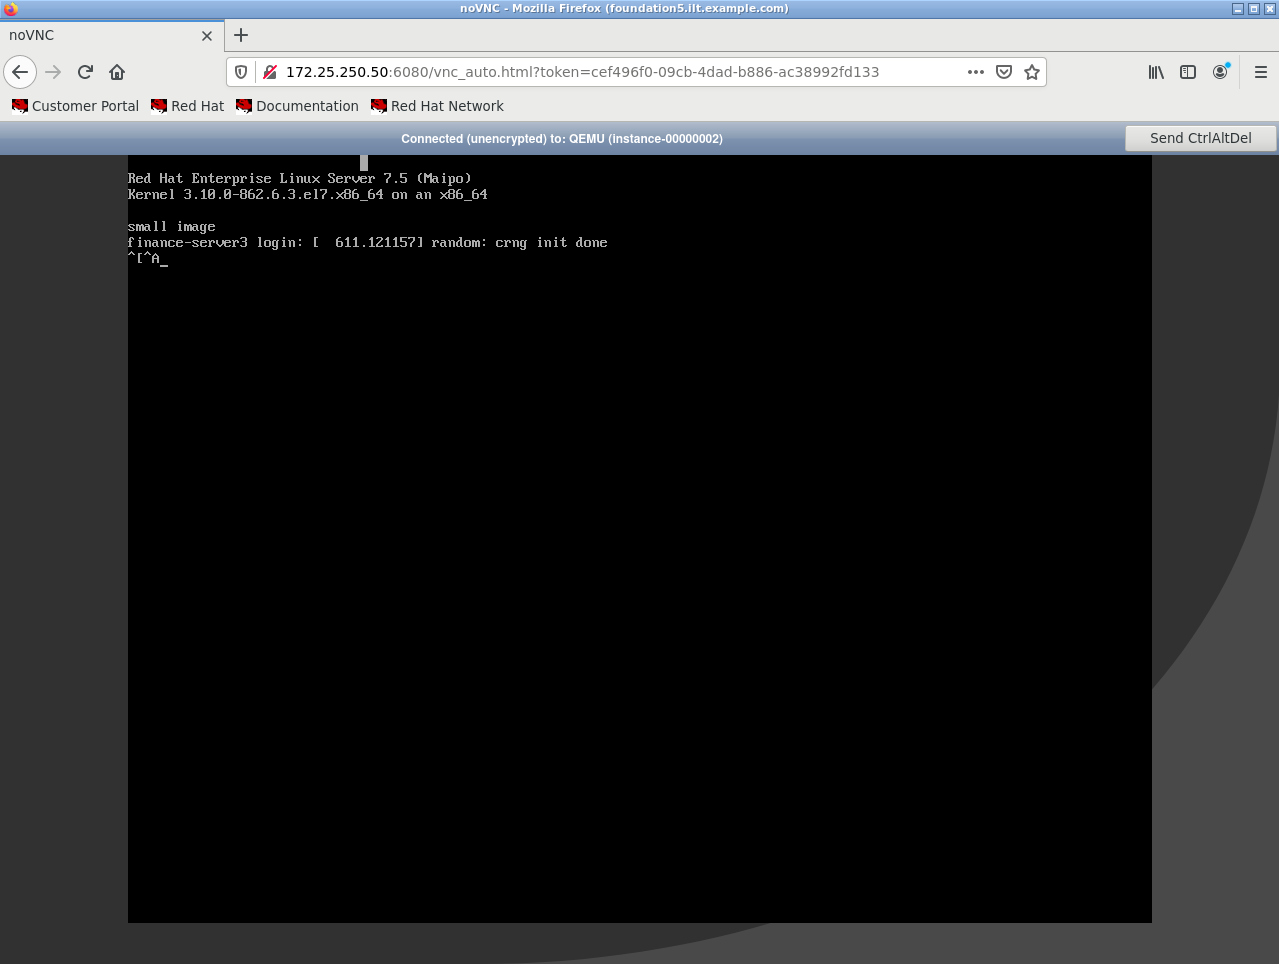 noVNC - Mozilla Firefox (foundation5.ilt.example.com)
noVNC
172.25.250.50:6080/vnc_auto.html?token=cef496f0-09cb-4dad-b886-ac38992fd133
Customer Portal Red Hat Documentation Red Hat Network
Connected (unencrypted) to: QEMU (instance-00000002)
Send CtrlAltDel
Red Hat Enterprise Linux Server 7.5 (Maipo)
Kernel 3.10.0-862.6.3.el7.x86_64 on an x86_64
small image
finance-server3 login: [  611.121157] random: crng init done
^[^A_